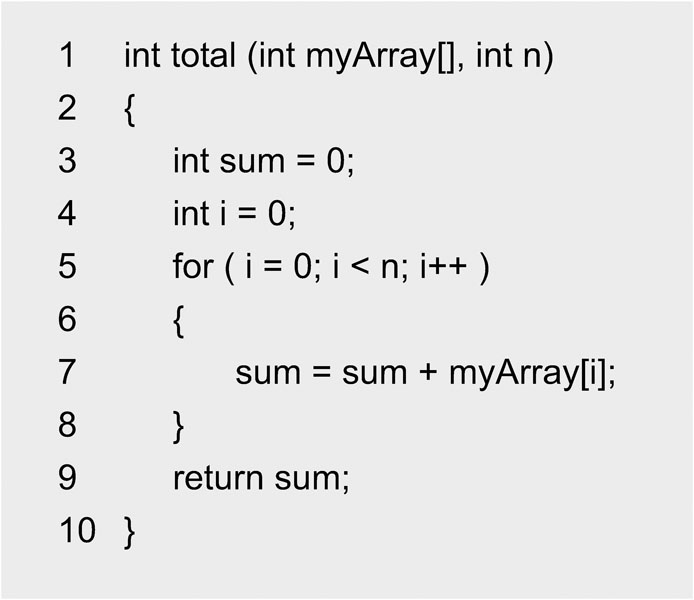 1 int total (int myArray[], int n)
2 {
3 int sum = 0;
4 int i = 0;
5 for ( i = 0; i < n; i++ )
6 {
7 sum = sum + myArray[i];
8 }
9 return sum;
10 }